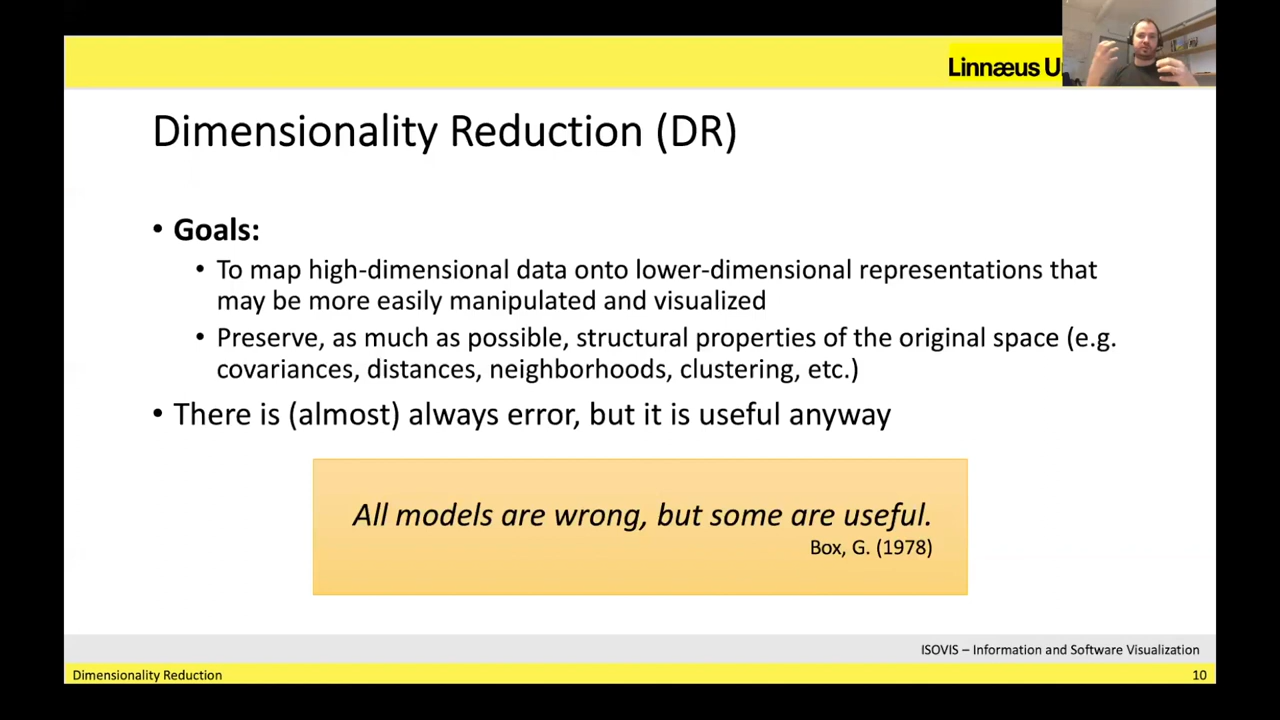 Linnæus U
Dimensionality Reduction (DR)
• Goals:
• To map high-dimensional data onto lower-dimensional representations that
may be more easily manipulated and visualized
• Preserve, as much as possible, structural properties of the original space (e.g.
covariances, distances, neighborhoods, clustering, etc.)
• There is (almost) always error, but it is useful anyway
All models are wrong, but some are useful.
Box, G. (1978)
ISOVIS – Information and Software Visualization
Dimensionality Reduction
10